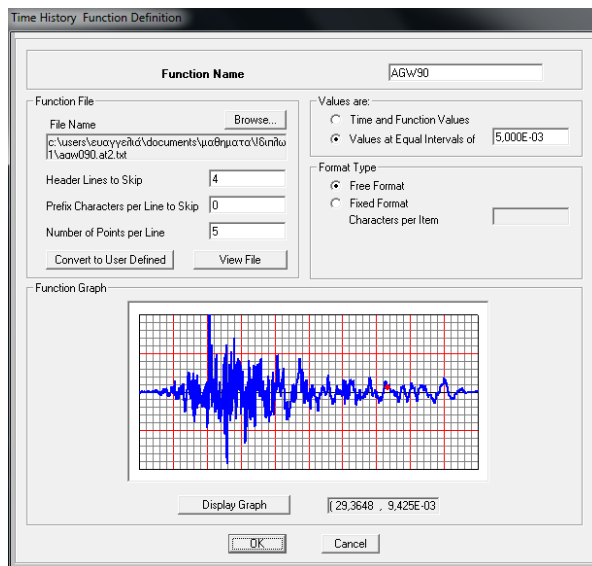 Time History Function Definition
Function Name
AGW90
Function File
File Name
Browse...
c:\users\ευαγγελιά\documents\μαθηματα\!διπλω
1\agw090.at2.txt
Header Lines to Skip
4
Prefix Characters per Line to Skip
0
Number of Points per Line
5
Convert to User Defined
View File
Values are:
Time and Function Values
Values at Equal Intervals of
5,000E-03
Format Type
Free Format
Fixed Format
Characters per Item
Function Graph
Display Graph
( 29,3648 , 9,425E-03
OK
Cancel